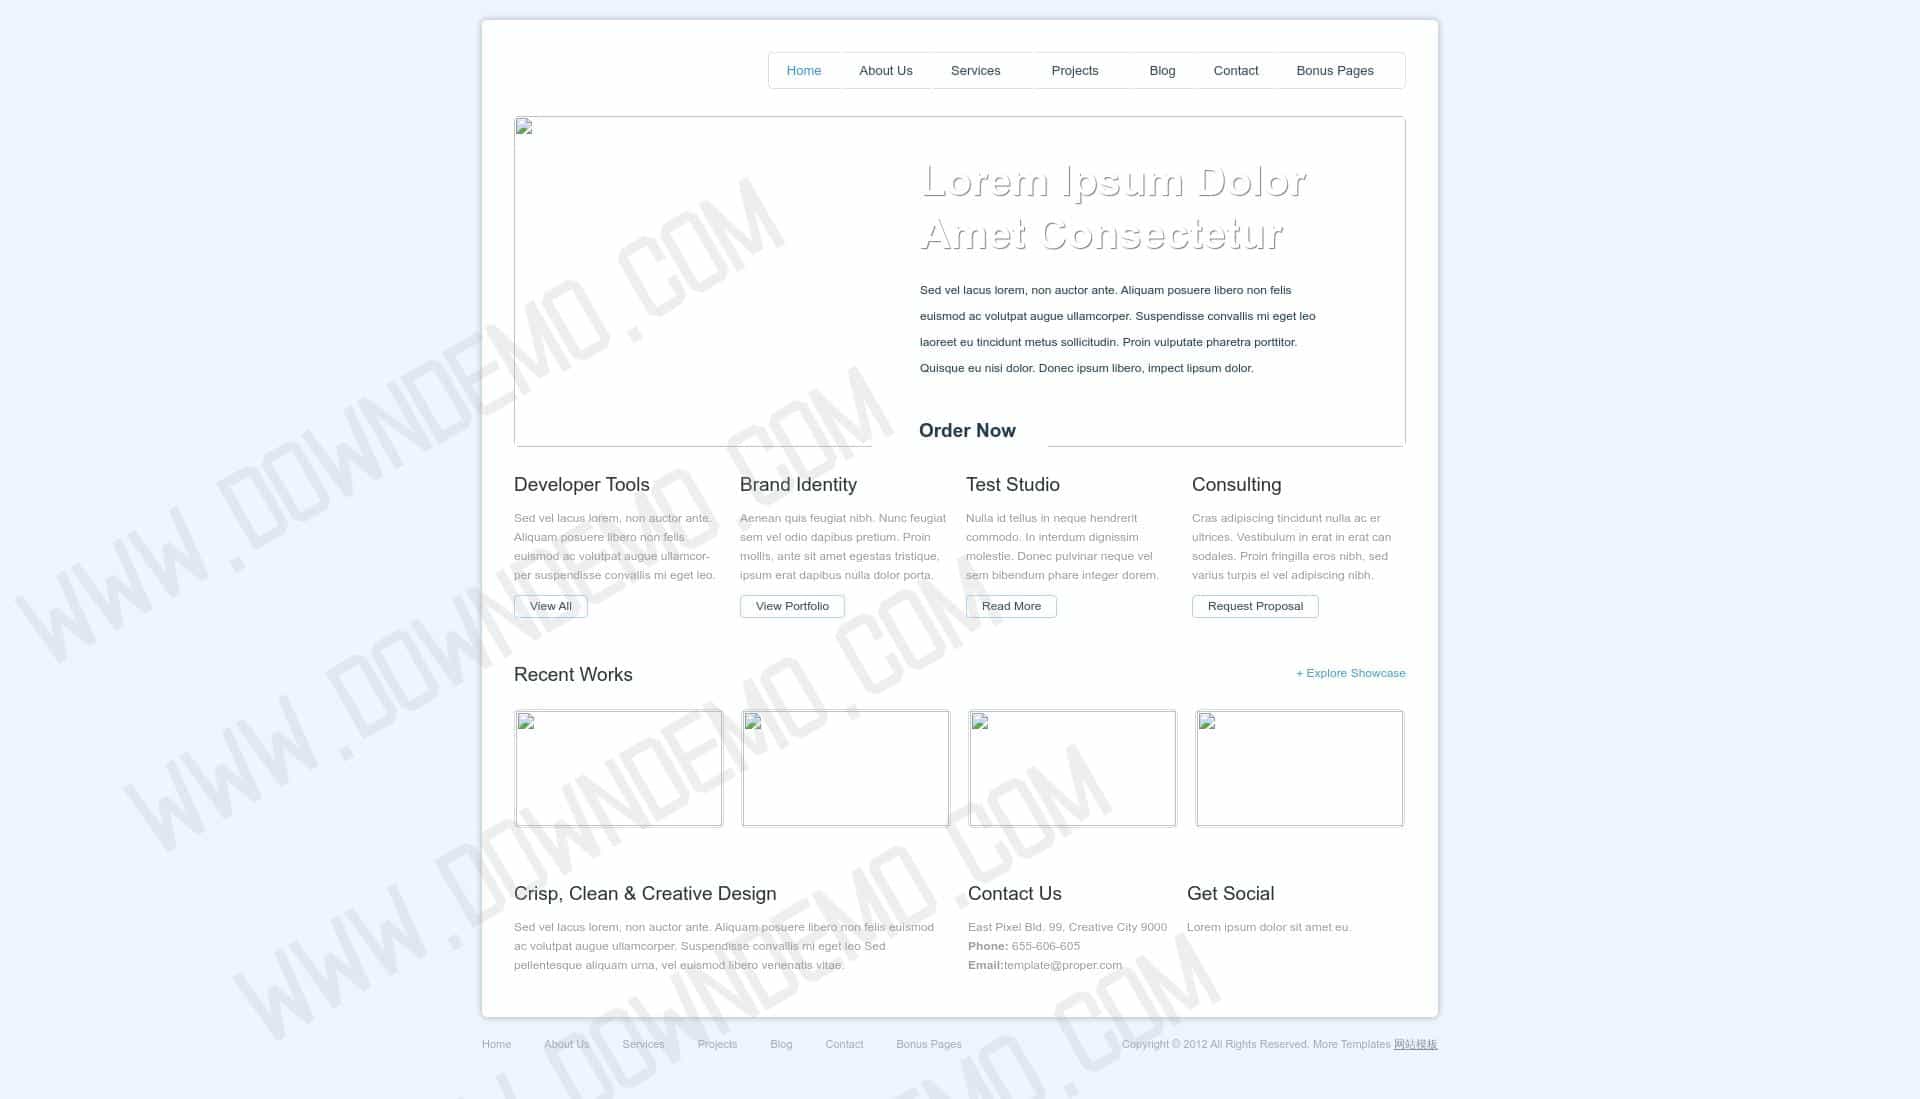 Home About Us Services Projects Blog Contact Bonus Pages
Lorem Ipsum Dolor
Amet Consectetur
Sed vel lacus lorem, non auctor ante. Aliquam posuere libero non felis
euismod ac volutpat augue ullamcorper. Suspendisse convallis mi eget leo
laoreet eu tincidunt metus sollicitudin. Proin vulputate pharetra porttitor.
Quisque eu nisi dolor. Donec ipsum libero, impect lipsum dolor.
Order Now
Developer Tools
Sed vel lacus lorem, non auctor ante.
Aliquam posuere libero non felis
euismod ac volutpat augue ullamcor-
per suspendisse convallis mi eget leo.
View All
Brand Identity
Aenean quis feugiat nibh. Nunc feugiat
sem vel odio dapibus pretium. Proin
mollis, ante sit amet egestas tristique,
ipsum erat dapibus nulla dolor porta.
View Portfolio
Test Studio
Nulla id tellus in neque hendrerit
commodo. In interdum dignissim
molestie. Donec pulvinar neque vel
sem bibendum phare integer dorem.
Read More
Consulting
Cras adipiscing tincidunt nulla ac er
ultrices. Vestibulum in erat in erat can
sodales. Proin fringilla eros nibh, sed
varius turpis el vel adipiscing nibh.
Request Proposal
Recent Works
+ Explore Showcase
Crisp, Clean & Creative Design
Sed vel lacus lorem, non auctor ante. Aliquam posuere libero non felis euismod
ac volutpat augue ullamcorper. Suspendisse convallis mi eget leo Sed
pellentesque aliquam urna, vel euismod libero venenatis vitae.
Contact Us
East Pixel Bld. 99, Creative City 9000
Phone: 655-606-605
Email:template@proper.com
Get Social
Lorem ipsum dolor sit amet eu.
Home About Us Services Projects Blog Contact Bonus Pages
Copyright © 2012 All Rights Reserved. More Templates 网站模板
WWW.DOWNDEMO.COM
WWW.DOWNDEMO.COM
WWW.DOWNDEMO.COM
W.DOWNDEMO.COM
EMO.COM